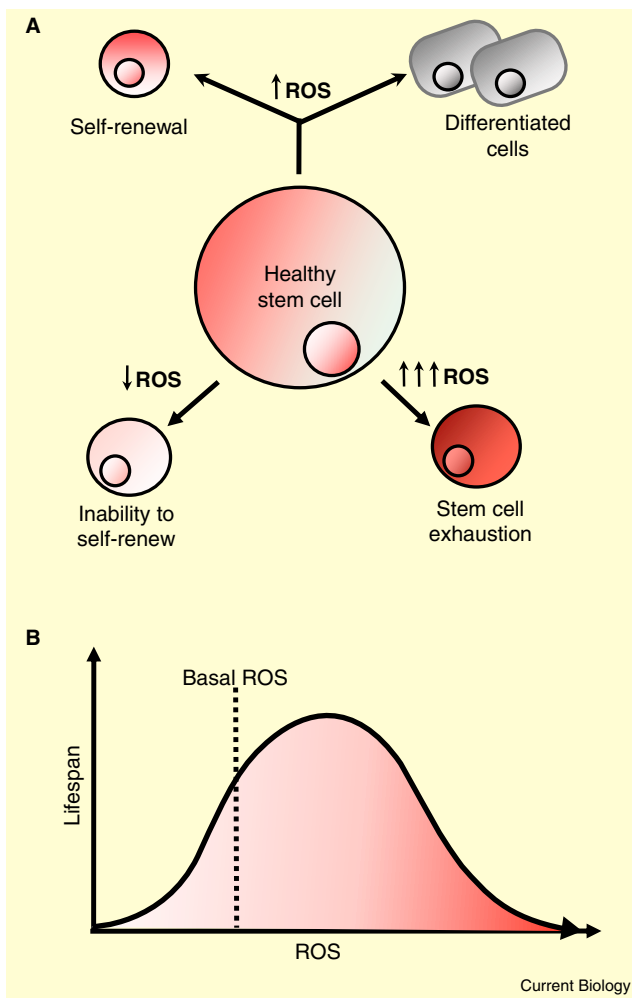 A
↑ROS
Self-renewal
Differentiated
cells
Healthy
stem cell
↓ROS
↑↑↑ROS
Inability to
self-renew
Stem cell
exhaustion
B
Basal ROS
Lifespan
ROS
Current Biology